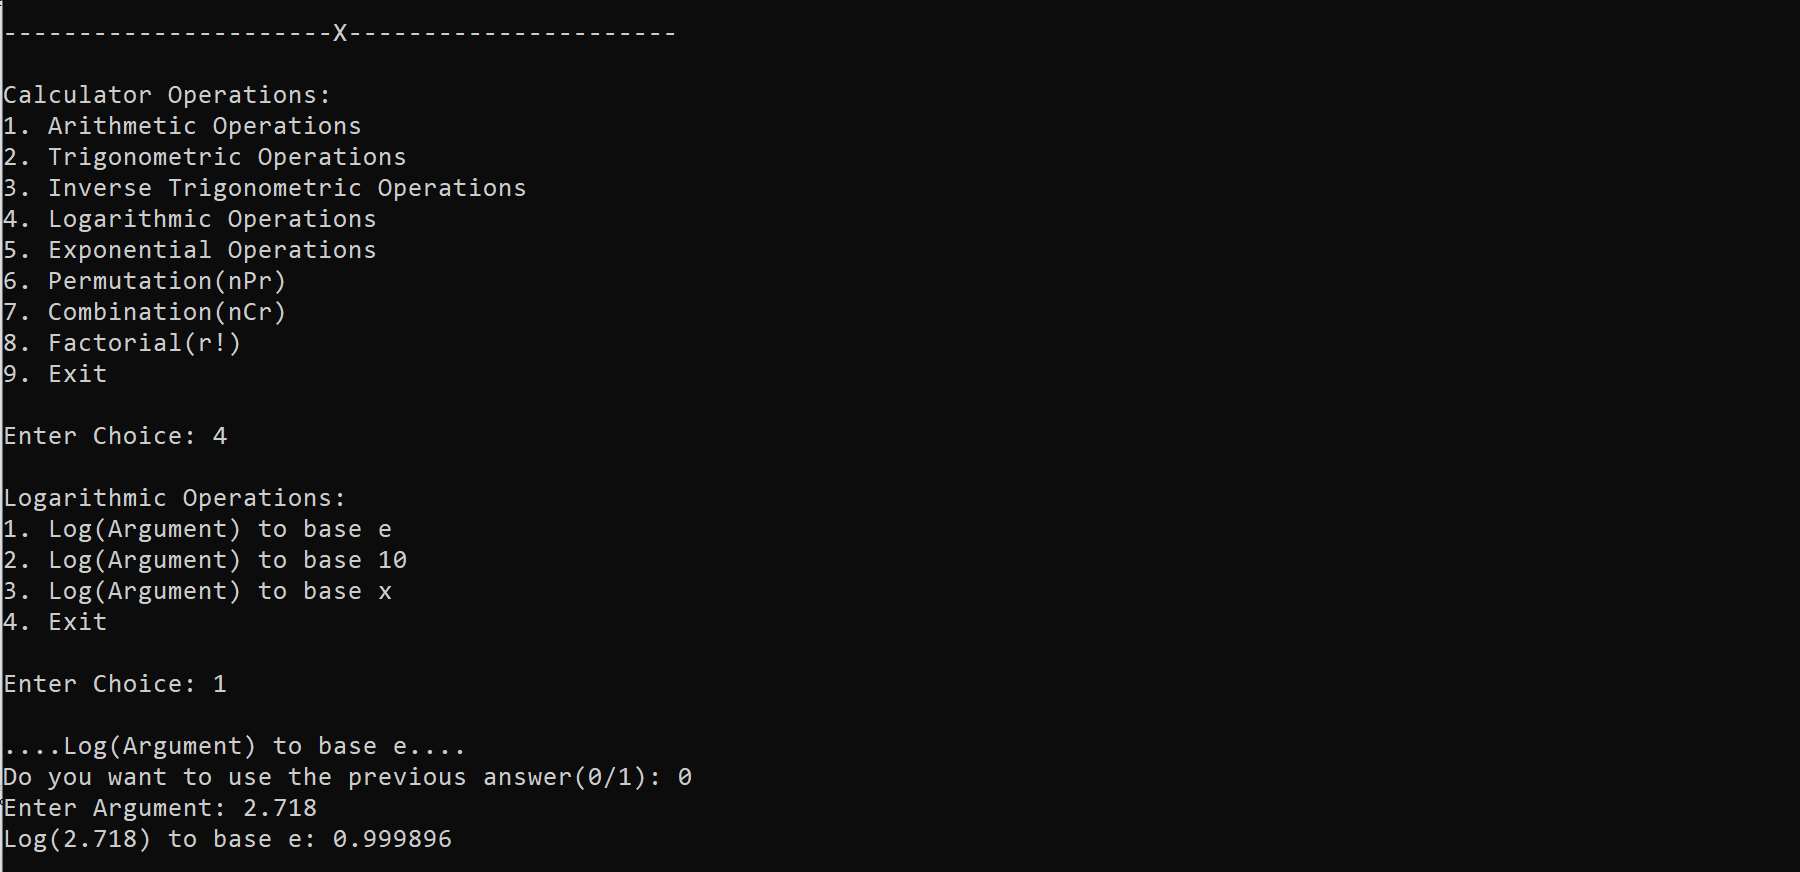 ----------------------X----------------------
Calculator Operations:
1. Arithmetic Operations
2. Trigonometric Operations
3. Inverse Trigonometric Operations
4. Logarithmic Operations
5. Exponential Operations
6. Permutation(nPr)
7. Combination(nCr)
8. Factorial(r!)
9. Exit
Enter Choice: 4
Logarithmic Operations:
1. Log(Argument) to base e
2. Log(Argument) to base 10
3. Log(Argument) to base x
4. Exit
Enter Choice: 1
....Log(Argument) to base e....
Do you want to use the previous answer(0/1): 0
Enter Argument: 2.718
Log(2.718) to base e: 0.999896